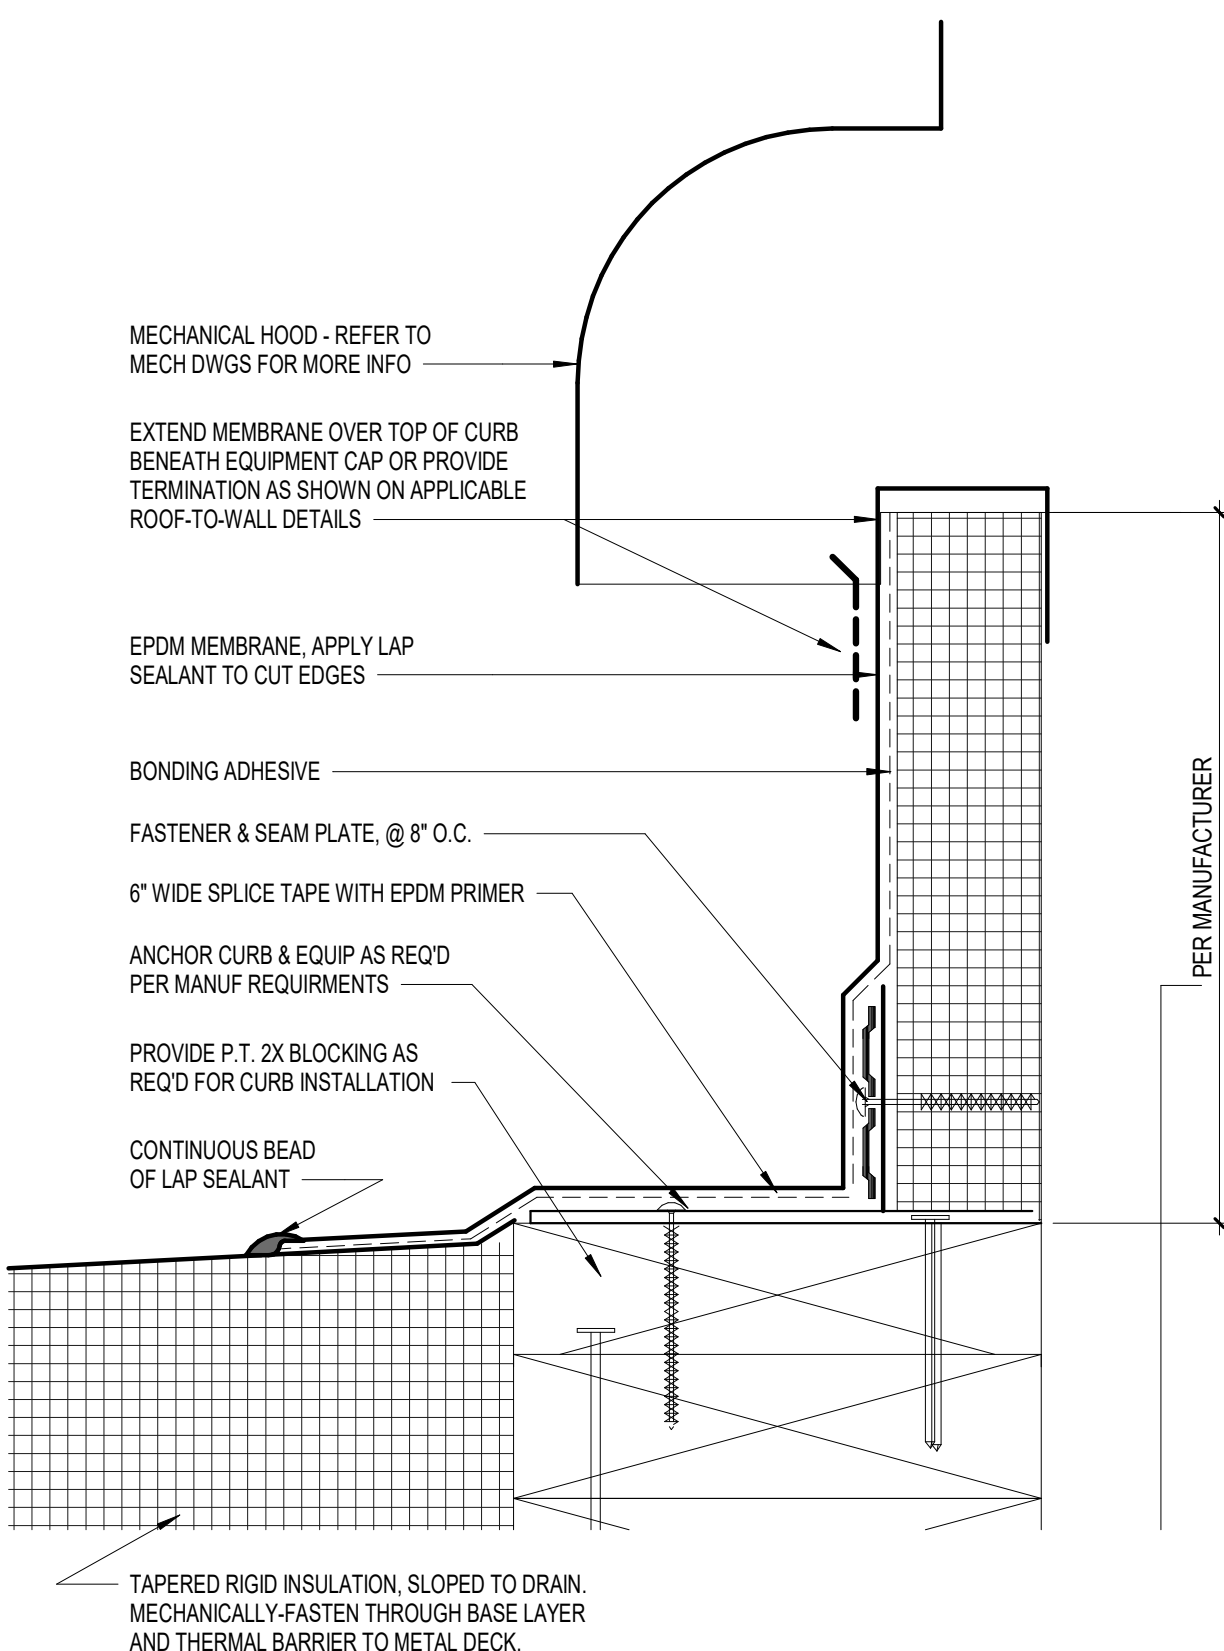 MECHANICAL HOOD - REFER TO
MECH DWGS FOR MORE INFO
EXTEND MEMBRANE OVER TOP OF CURB
BENEATH EQUIPMENT CAP OR PROVIDE
TERMINATION AS SHOWN ON APPLICABLE
ROOF-TO-WALL DETAILS
EPDM MEMBRANE, APPLY LAP
SEALANT TO CUT EDGES
BONDING ADHESIVE
FASTENER & SEAM PLATE, @ 8" O.C.
6" WIDE SPLICE TAPE WITH EPDM PRIMER
ANCHOR CURB & EQUIP AS REQ'D
PER MANUF REQUIRMENTS
PROVIDE P.T. 2X BLOCKING AS
REQ'D FOR CURB INSTALLATION
CONTINUOUS BEAD
OF LAP SEALANT
PER MANUFACTURER
TAPERED RIGID INSULATION, SLOPED TO DRAIN.
MECHANICALLY-FASTEN THROUGH BASE LAYER
AND THERMAL BARRIER TO METAL DECK.